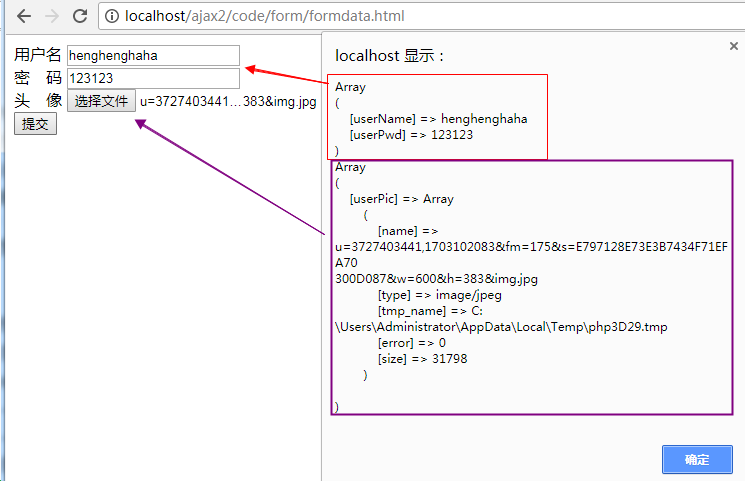 localhost/ajax2/code/form/formdata.html
用户名 henghenghaha
密 码 123123
头 像 选择文件 u=3727403441...383&img.jpg
提交
localhost 显示：
Array
(
[userName] => henghenghaha
[userPwd] => 123123
)
Array
(
[userPic] => Array
(
[name] =>
u=3727403441,1703102083&fm=175&s=E797128E73E3B7434F71EF
A70
300D087&w=600&h=383&img.jpg
[type] => image/jpeg
[tmp_name] => C:
\Users\Administrator\AppData\Local\Temp\php3D29.tmp
[error] => 0
[size] => 31798
)
)
确定